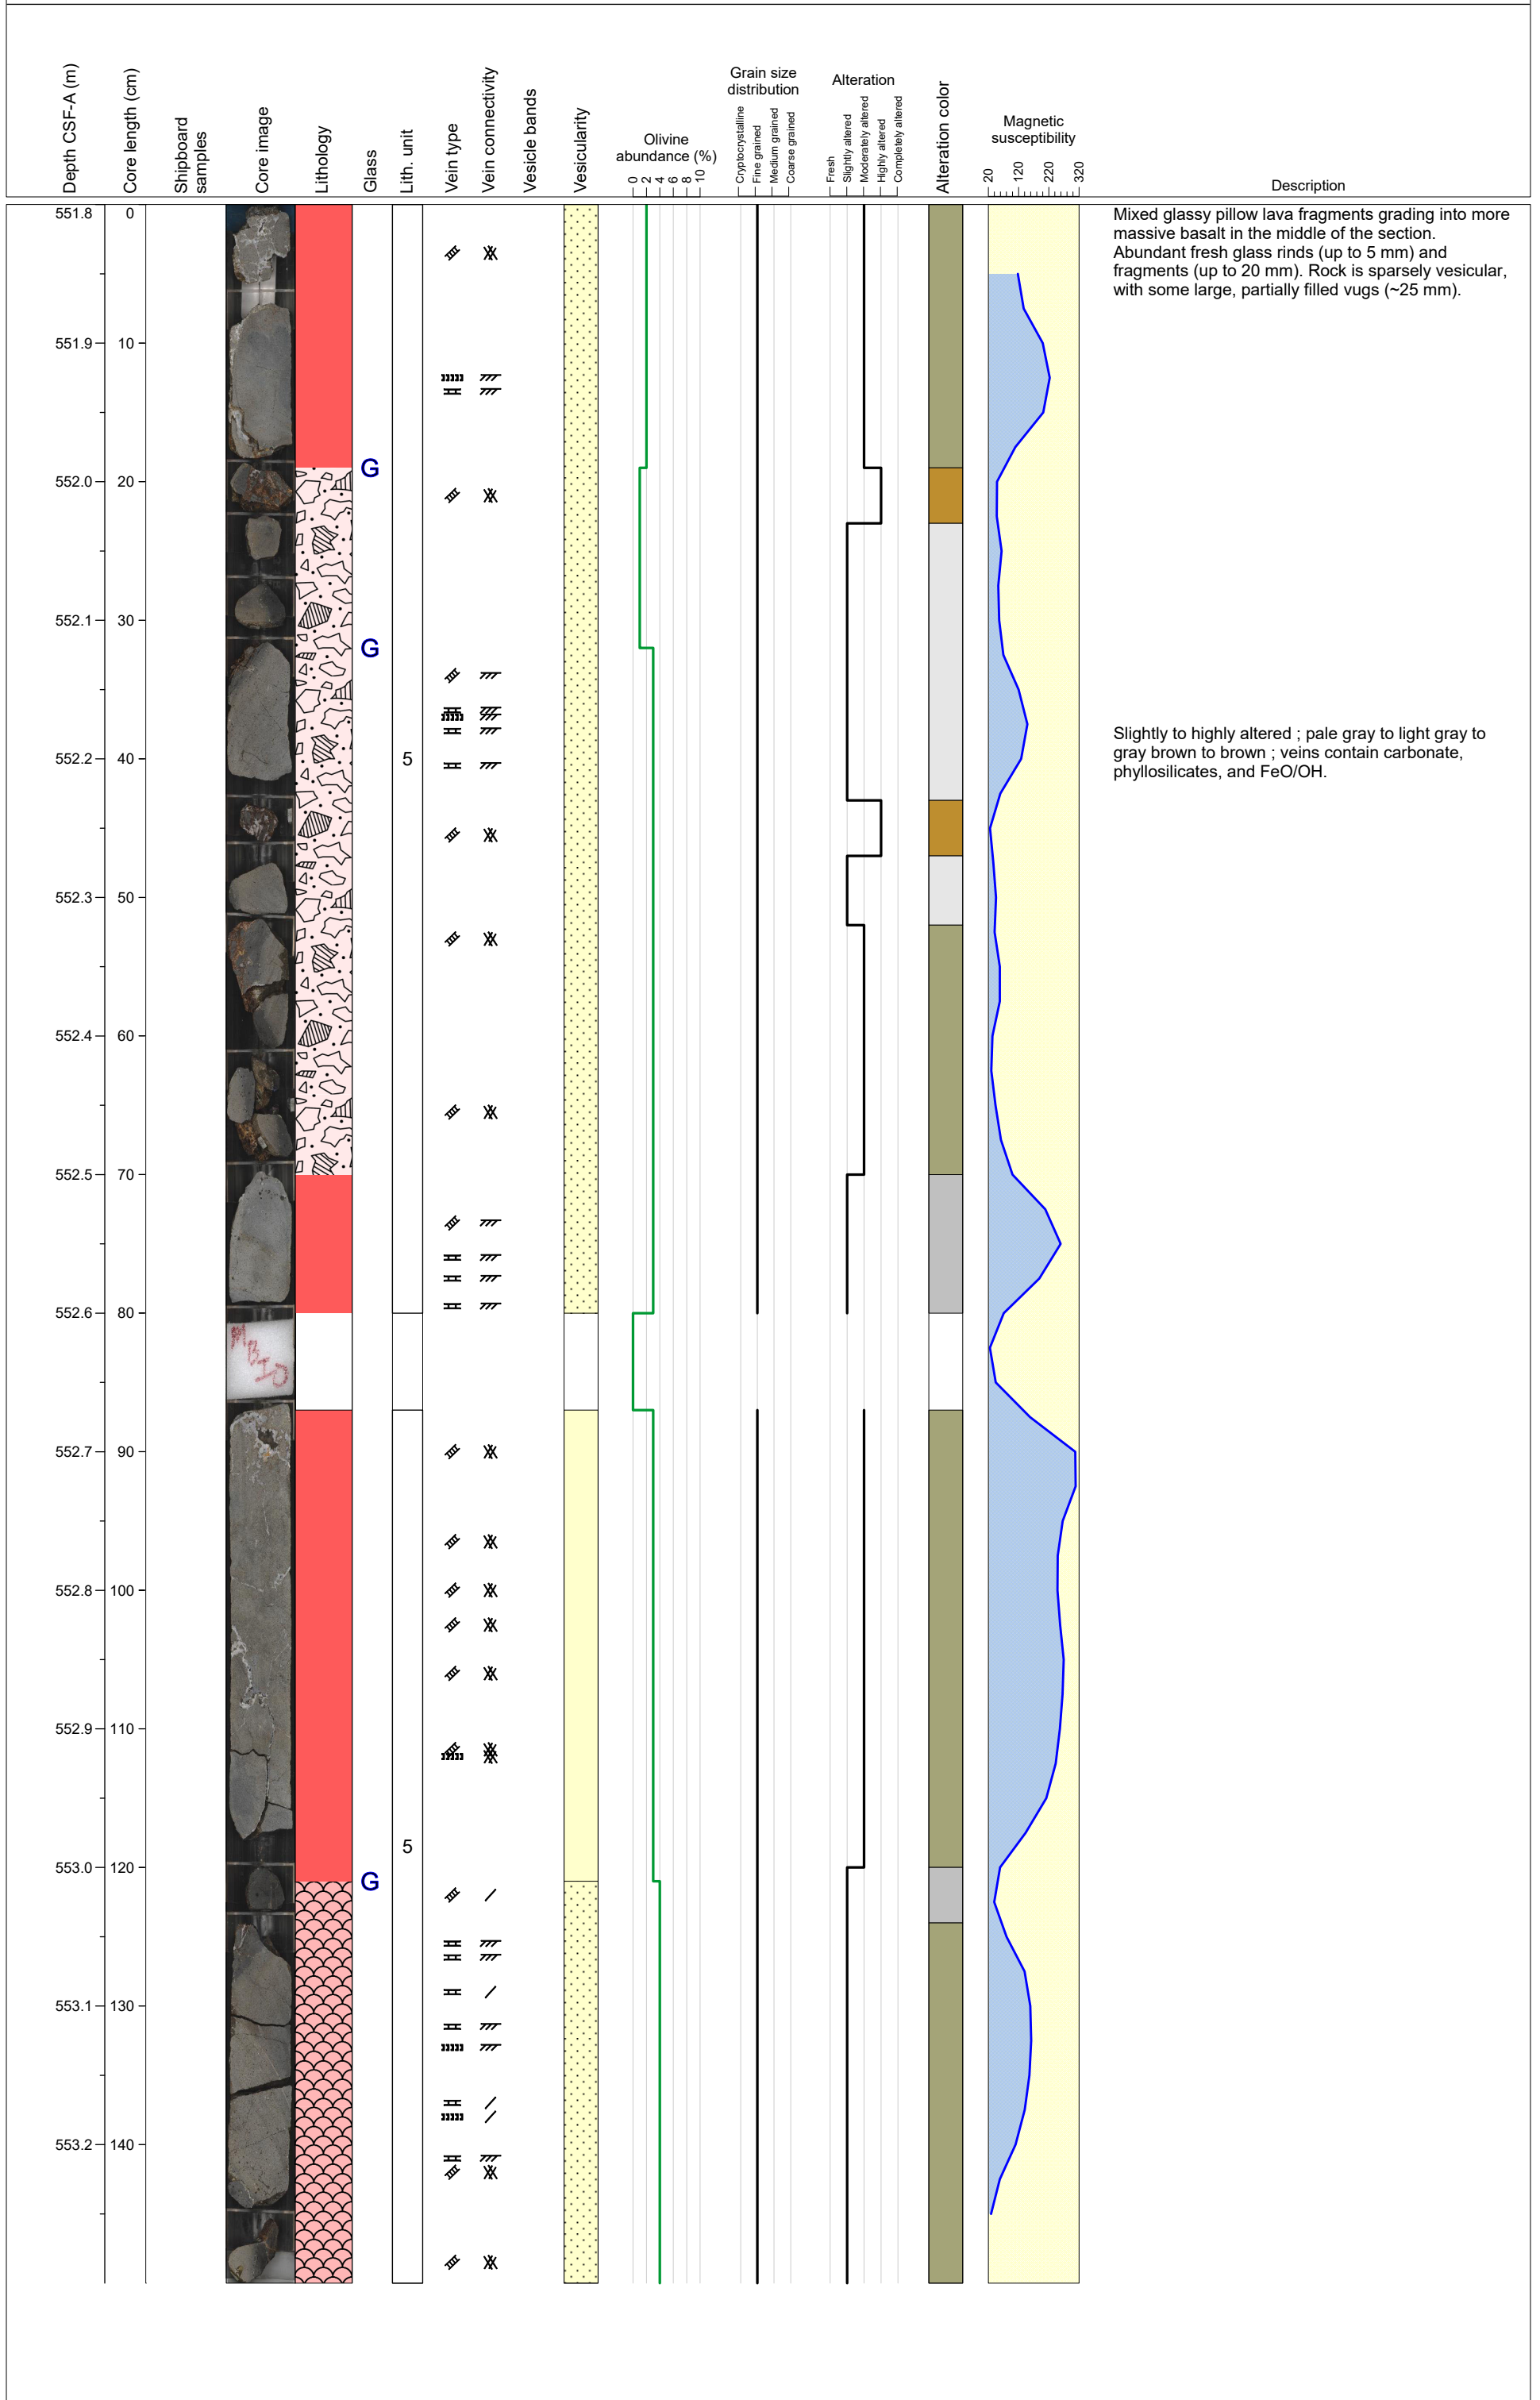 Depth CSF-A (m)
Core length (cm)
Shipboard
samples
Core image
Lithology
Glass
Lith. unit
Vein type
Vein connectivity
Vesicle bands
Vesicularity
Olivine
abundance (%)
0 2 4 6 8 10
Grain size
distribution
Cryptocrystalline
Fine grained
Medium grained
Coarse grained
Alteration
Fresh
Slightly altered
Moderately altered
Highly altered
Completely altered
Alteration color
Magnetic
susceptibility
20 120 220 320
Description
551.8 0
Mixed glassy pillow lava fragments grading into more
massive basalt in the middle of the section.
Abundant fresh glass rinds (up to 5 mm) and
fragments (up to 20 mm). Rock is sparsely vesicular,
with some large, partially filled vugs (~25 mm).
551.9 10
G
552.0 20
552.1 30
G
Slightly to highly altered ; pale gray to light gray to
gray brown to brown ; veins contain carbonate,
phyllosilicates, and FeO/OH.
552.2 40 5
552.3 50
552.4 60
552.5 70
552.6 80
MBIO
552.7 90
552.8 100
552.9 110
5
553.0 120
G
553.1 130
553.2 140